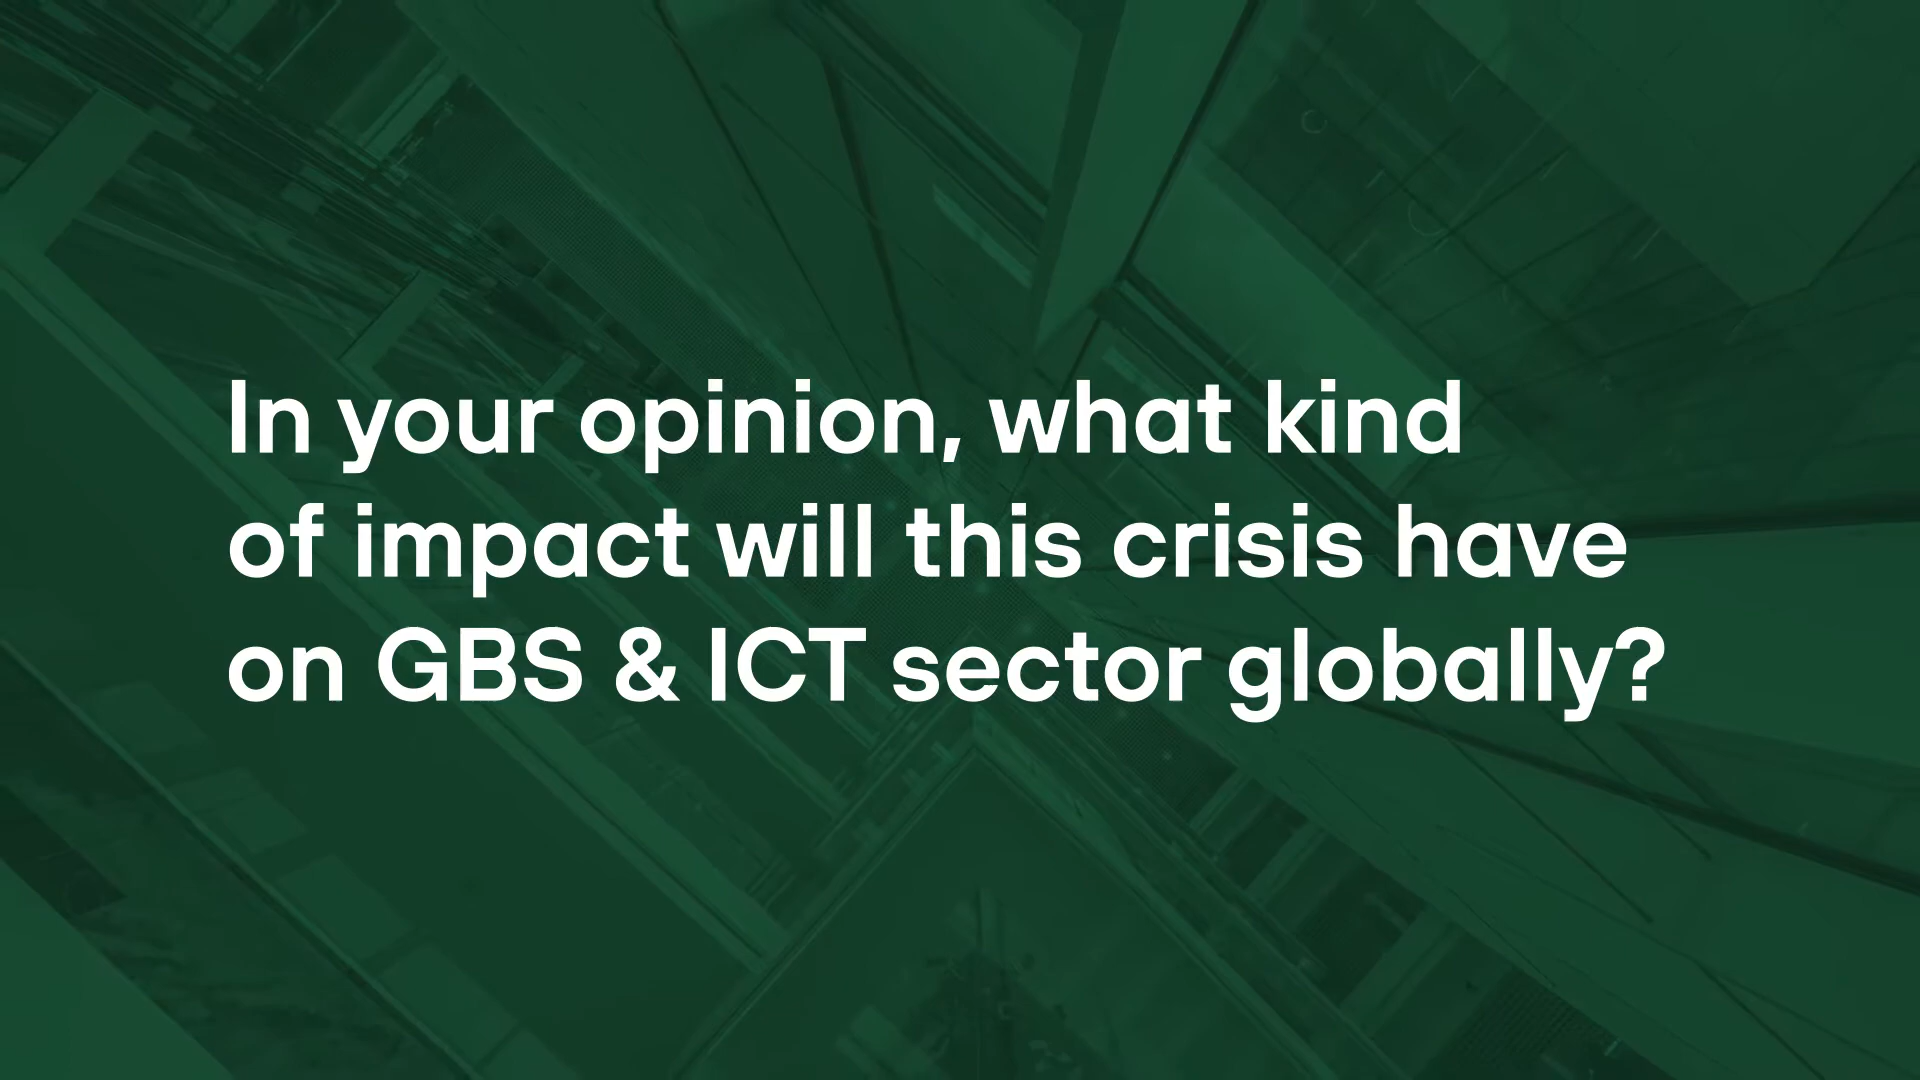 In your opinion, what kind
of impact will this crisis have
on GBS & ICT sector globally?